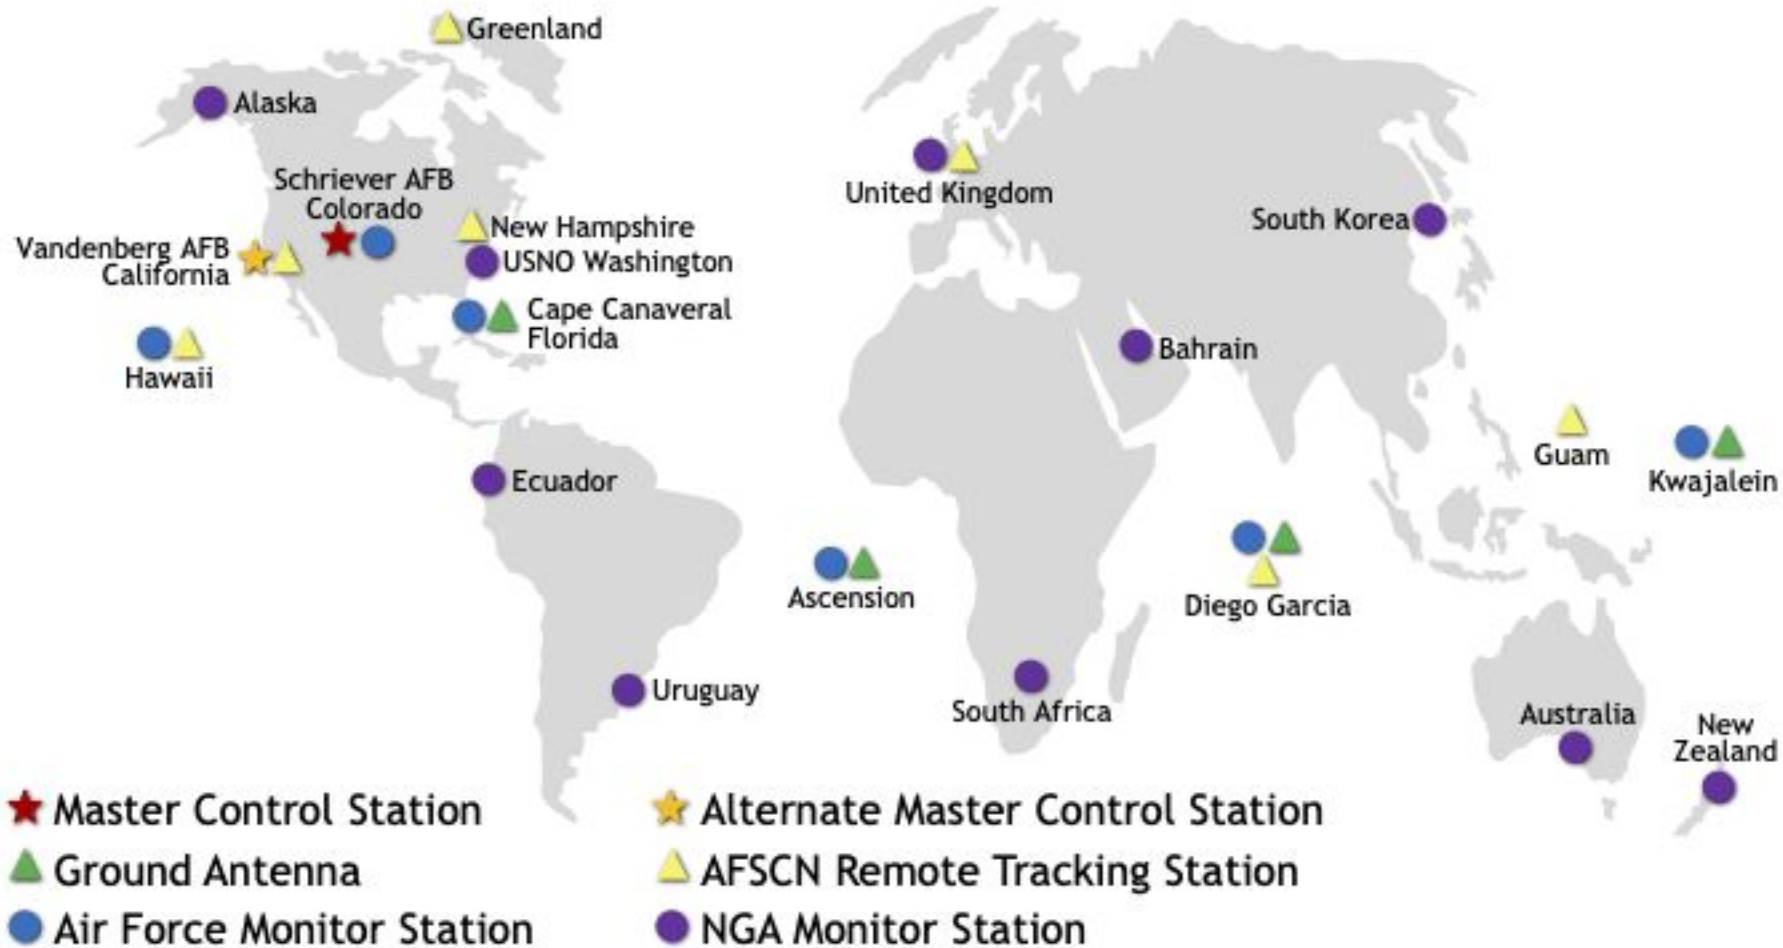 Greenland
Alaska
Schriever AFB
Colorado
New Hampshire
Vandenberg AFB
California
USNO Washington
Cape Canaveral
Florida
Hawaii
United Kingdom
South Korea
Bahrain
Guam
Kwajalein
Ecuador
Ascension
Diego Garcia
Uruguay
South Africa
Australia
New
Zealand
Master Control Station
Alternate Master Control Station
Ground Antenna
AFSCN Remote Tracking Station
Air Force Monitor Station
NGA Monitor Station